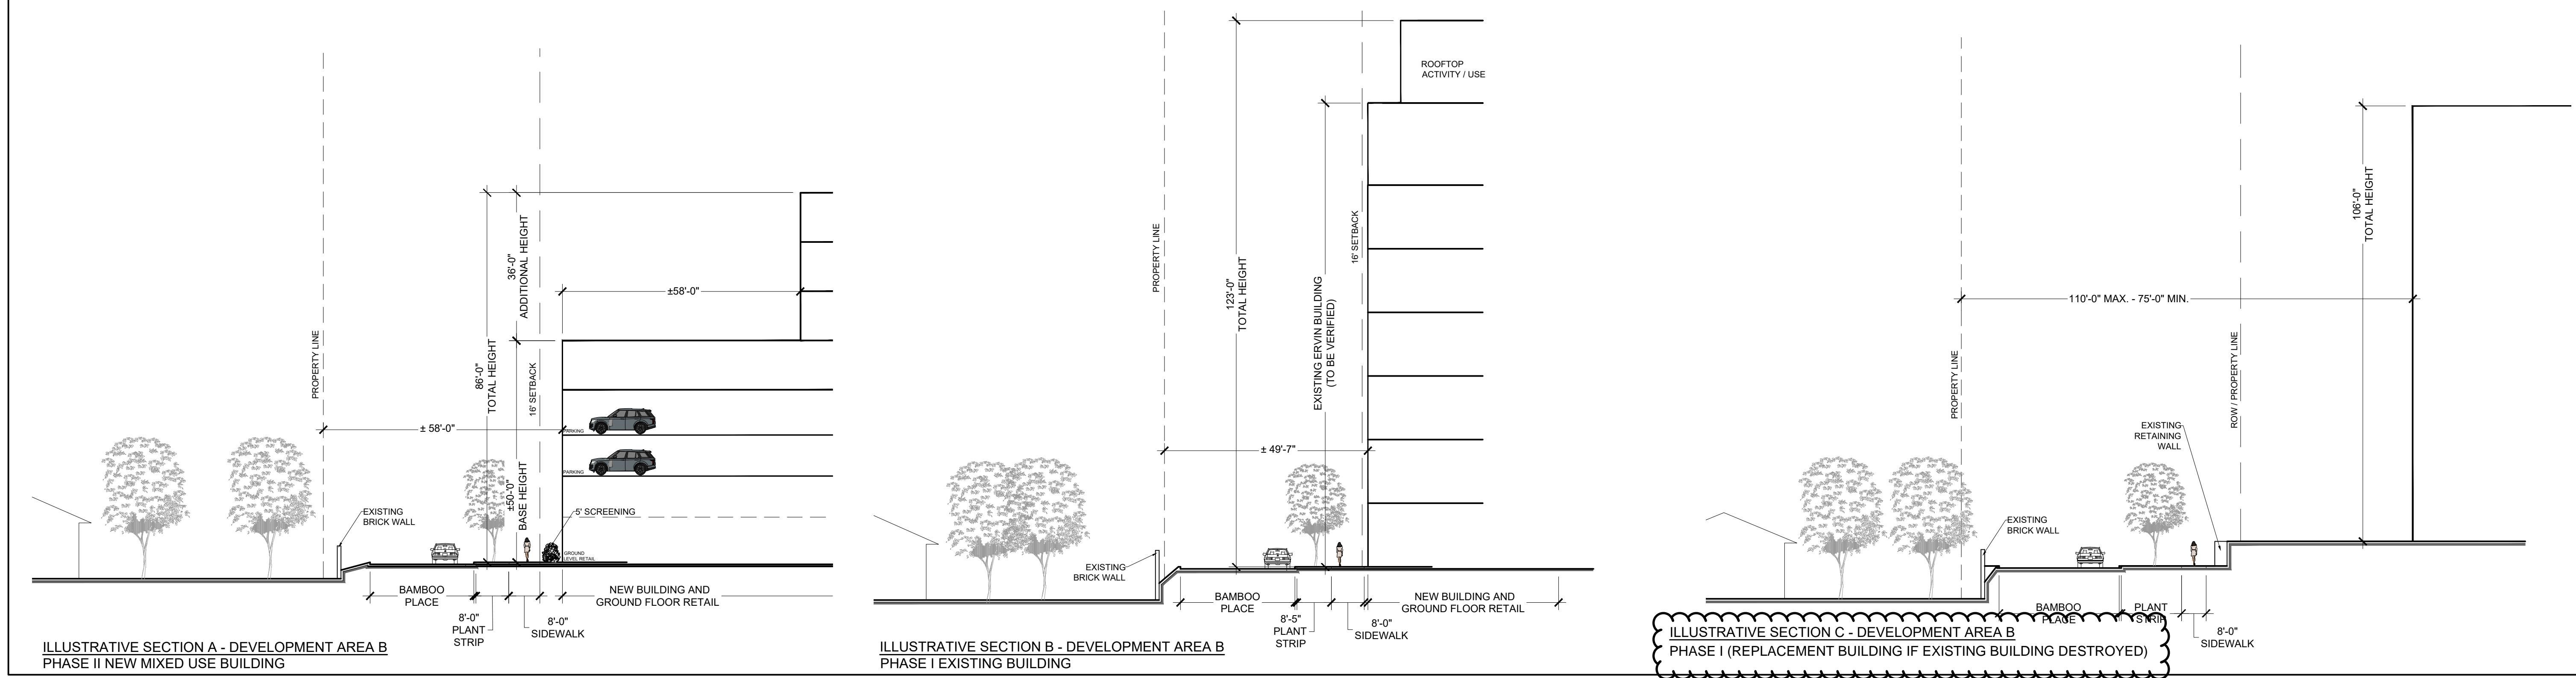 PROPERTY LINE
86'-0"
TOTAL HEIGHT
36'-0"
ADDITIONAL HEIGHT
±50'-0"
BASE HEIGHT
16' SETBACK
±58'-0"
± 58'-0"
PARKING
PARKING
EXISTING
BRICK WALL
5' SCREENING
GROUND
LEVEL RETAIL
BAMBOO
PLACE
8'-0"
PLANT
STRIP
8'-0"
SIDEWALK
NEW BUILDING AND
GROUND FLOOR RETAIL
ILLUSTRATIVE SECTION A - DEVELOPMENT AREA B
PHASE II NEW MIXED USE BUILDING
PROPERTY LINE
123'-0"
TOTAL HEIGHT
EXISTING ERVIN BUILDING
(TO BE VERIFIED)
16' SETBACK
ROOFTOP
ACTIVITY / USE
± 49'-7"
EXISTING
BRICK WALL
BAMBOO
PLACE
8'-5"
PLANT
STRIP
8'-0"
SIDEWALK
NEW BUILDING AND
GROUND FLOOR RETAIL
ILLUSTRATIVE SECTION B - DEVELOPMENT AREA B
PHASE I EXISTING BUILDING
PROPERTY LINE
106'-0"
TOTAL HEIGHT
110'-0" MAX. - 75'-0" MIN.
ROW / PROPERTY LINE
EXISTING
RETAINING
WALL
EXISTING
BRICK WALL
BAMBOO
PLACE
PLANT
STRIP
8'-0"
SIDEWALK
ILLUSTRATIVE SECTION C - DEVELOPMENT AREA B
PHASE I (REPLACEMENT BUILDING IF EXISTING BUILDING DESTROYED)